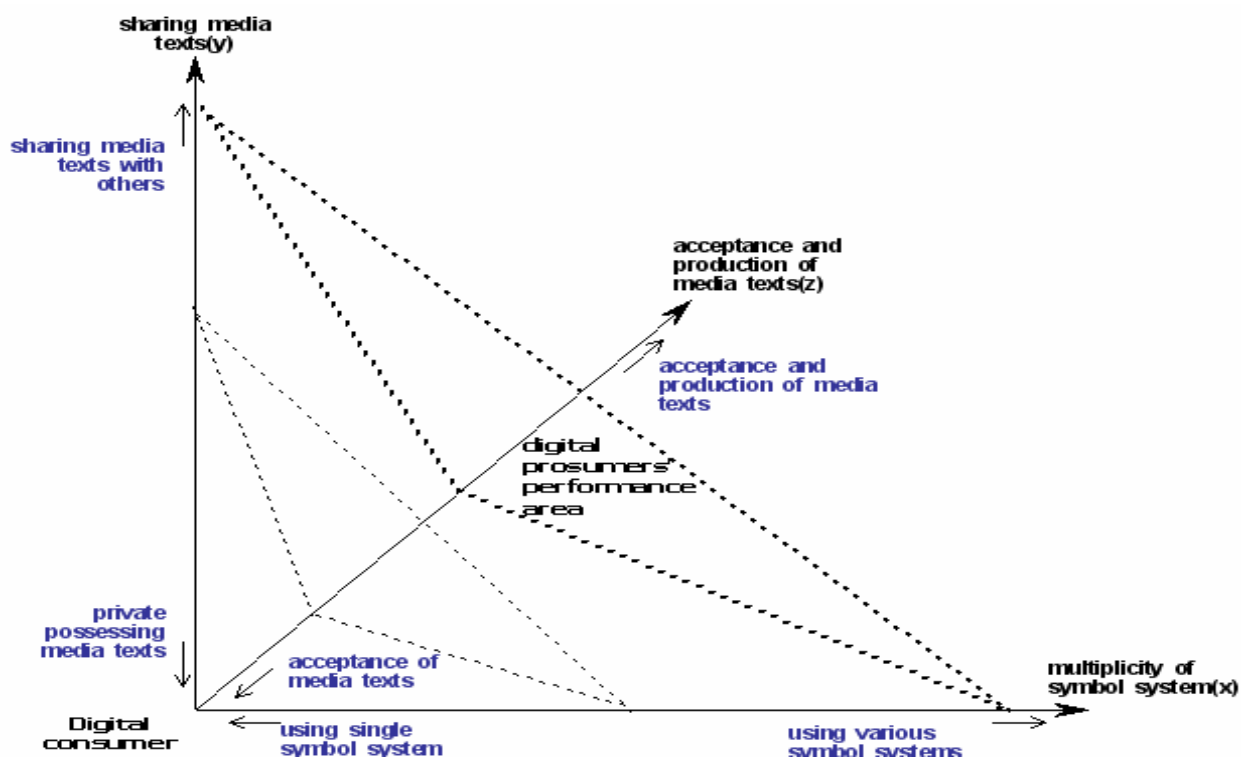 sharing media
texts(y)
sharing media
texts with
others
acceptance and
production of
media texts(z)
acceptance and
production of media
texts
digital
prosumers'
performance
area
private
possessing
media texts
acceptance of
media texts
multiplicity of
symbol system(x)
Digital
consumer
using single
symbol system
using various
symbol systems